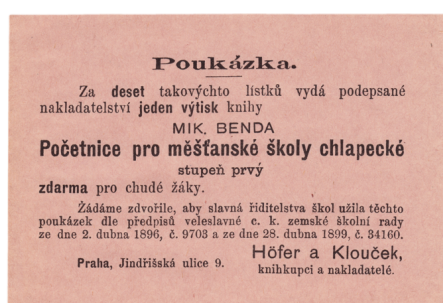 Poukázka.
Za deset takovýchto lístků vydá podepsané
nakladatelství jeden výtisk knihy
MIK. BENDA
Početnice pro měšťanské školy chlapecké
stupeň prvý
zdarma pro chudé žáky.
Žádáme zdvořile, aby slavná řiditelstva škol užila těchto
poukázek dle předpisů veleslavné c. k. zemské školní rady
ze dne 2. dubna 1896, č. 9703 a ze dne 28. dubna 1899, č. 34160.
Höfer a Klouček,
Praha, Jindřišská ulice 9.
knihkupci a nakladatelé.